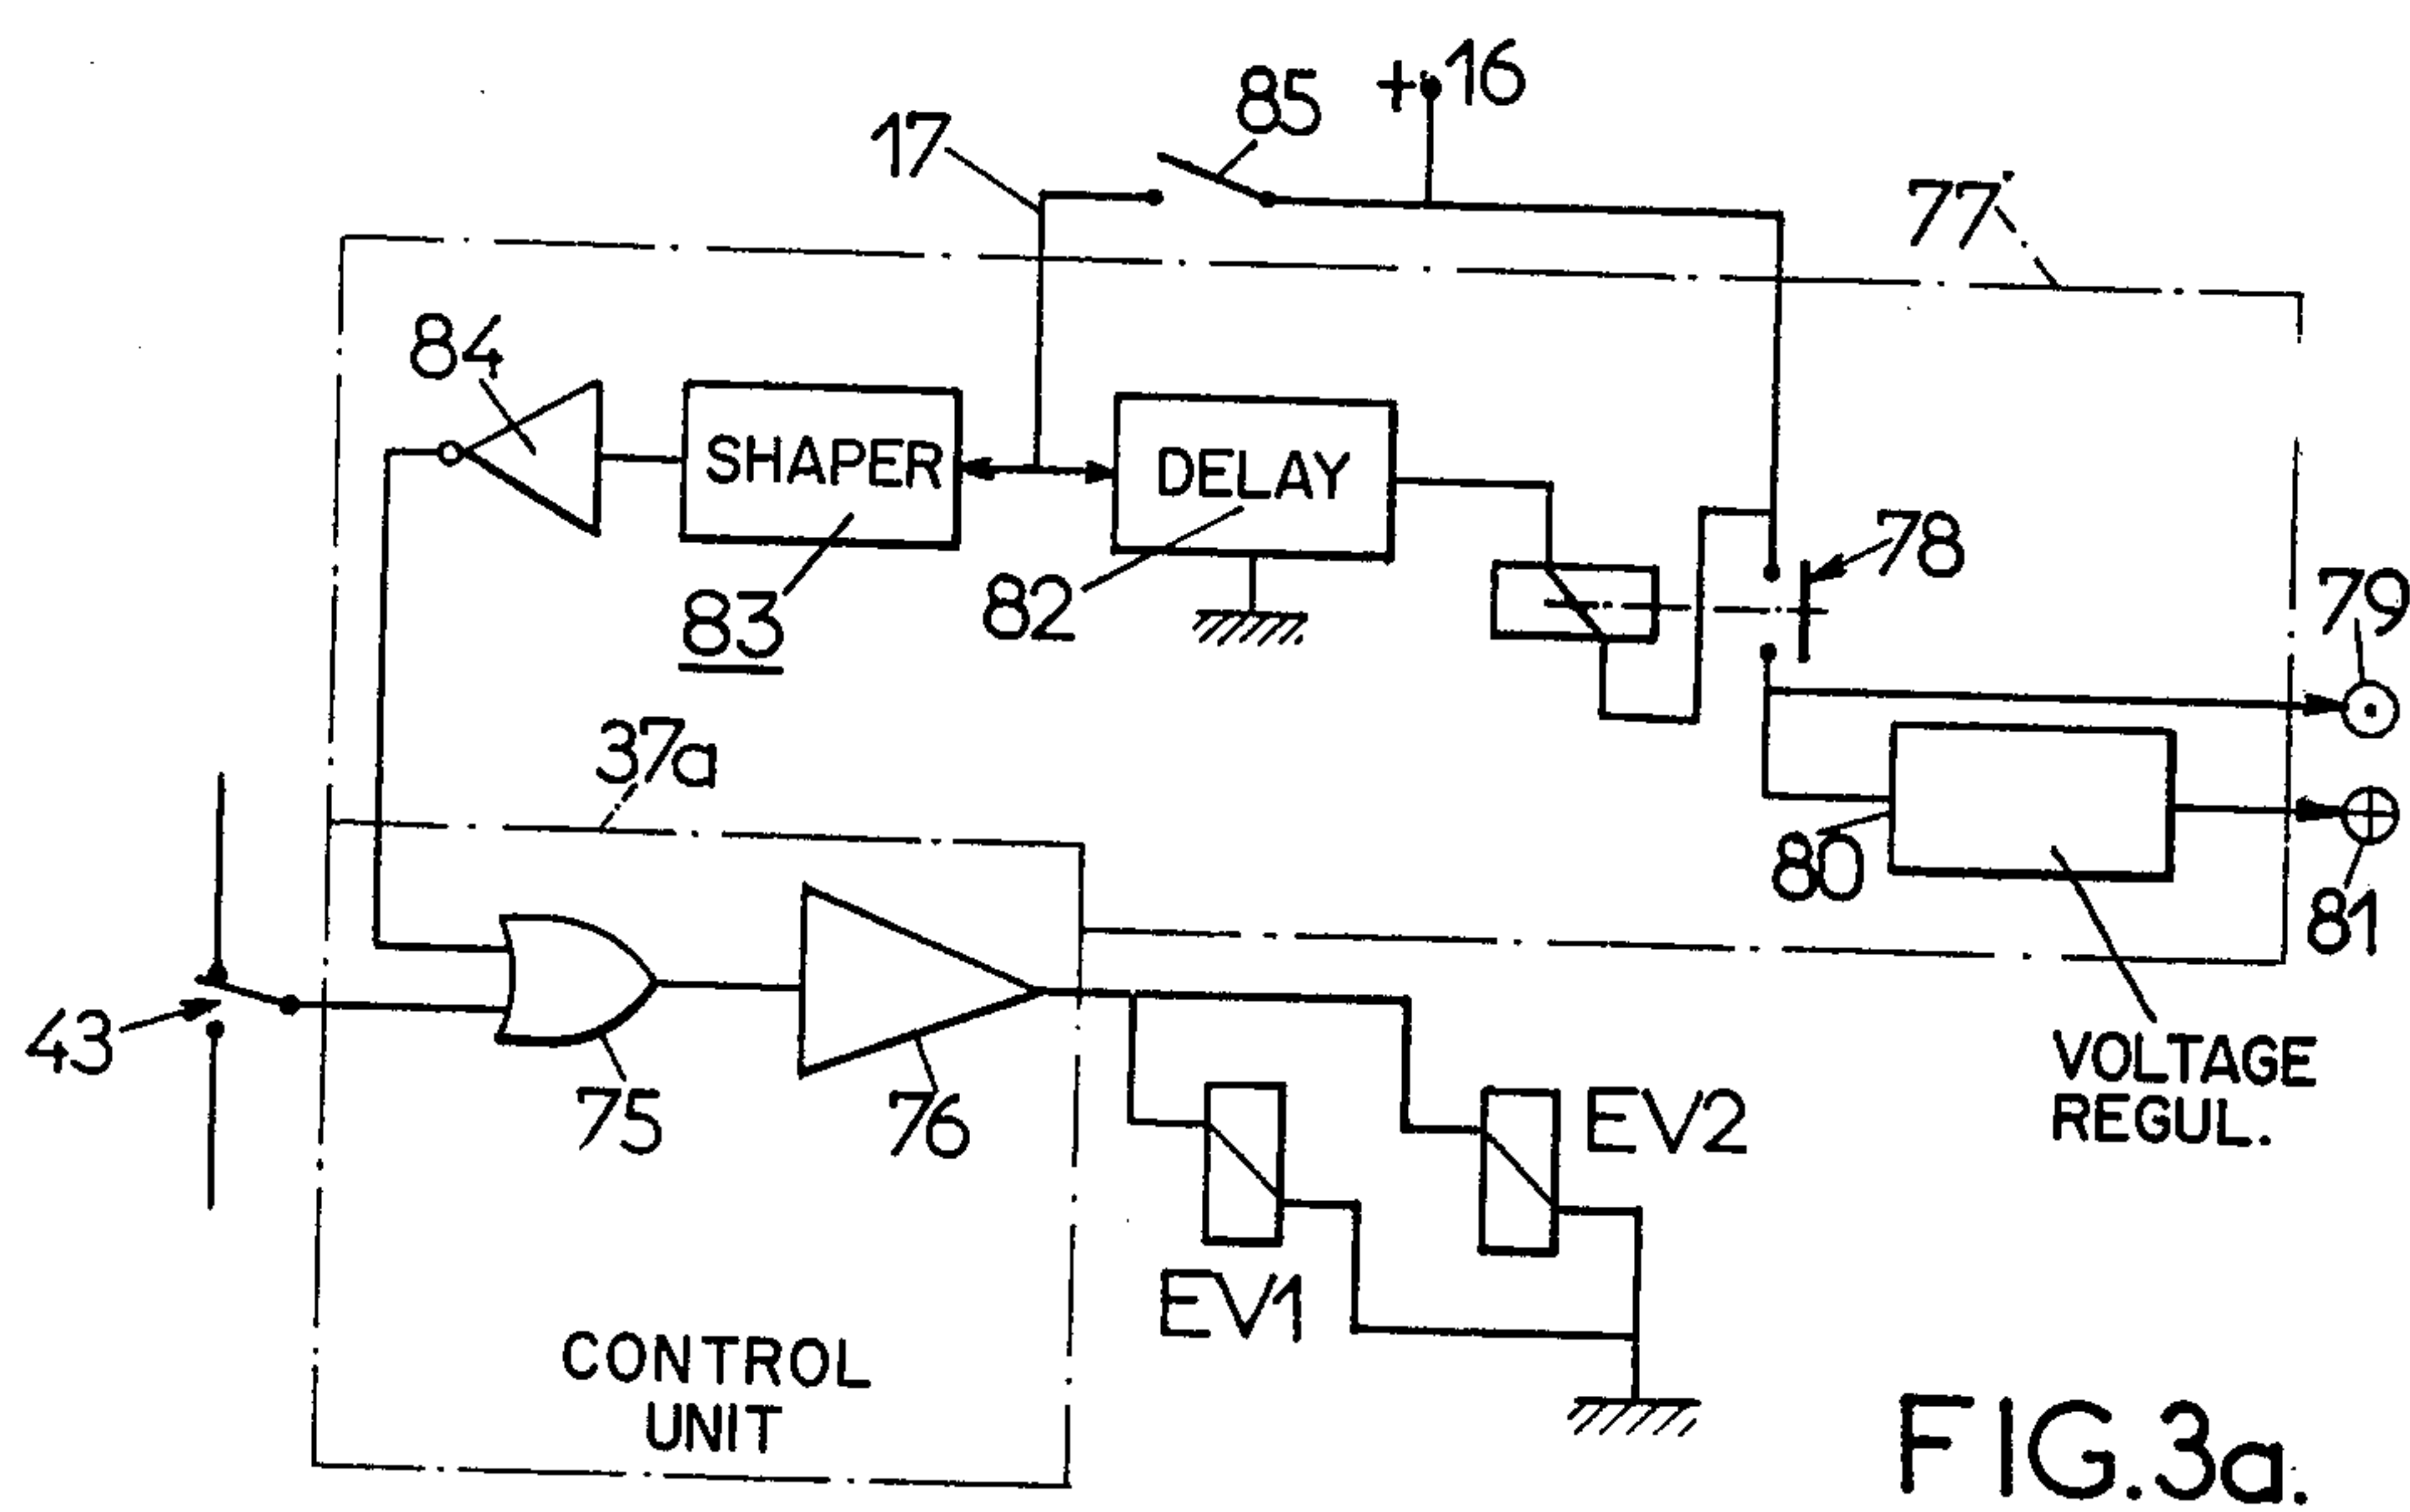 + 16
85
17
77
84
SHAPER
DELAY
78
79
83
82
37a
80
81
43
75
76
VOLTAGE
REGUL.
EV2
EV1
CONTROL
UNIT
FIG.3a.